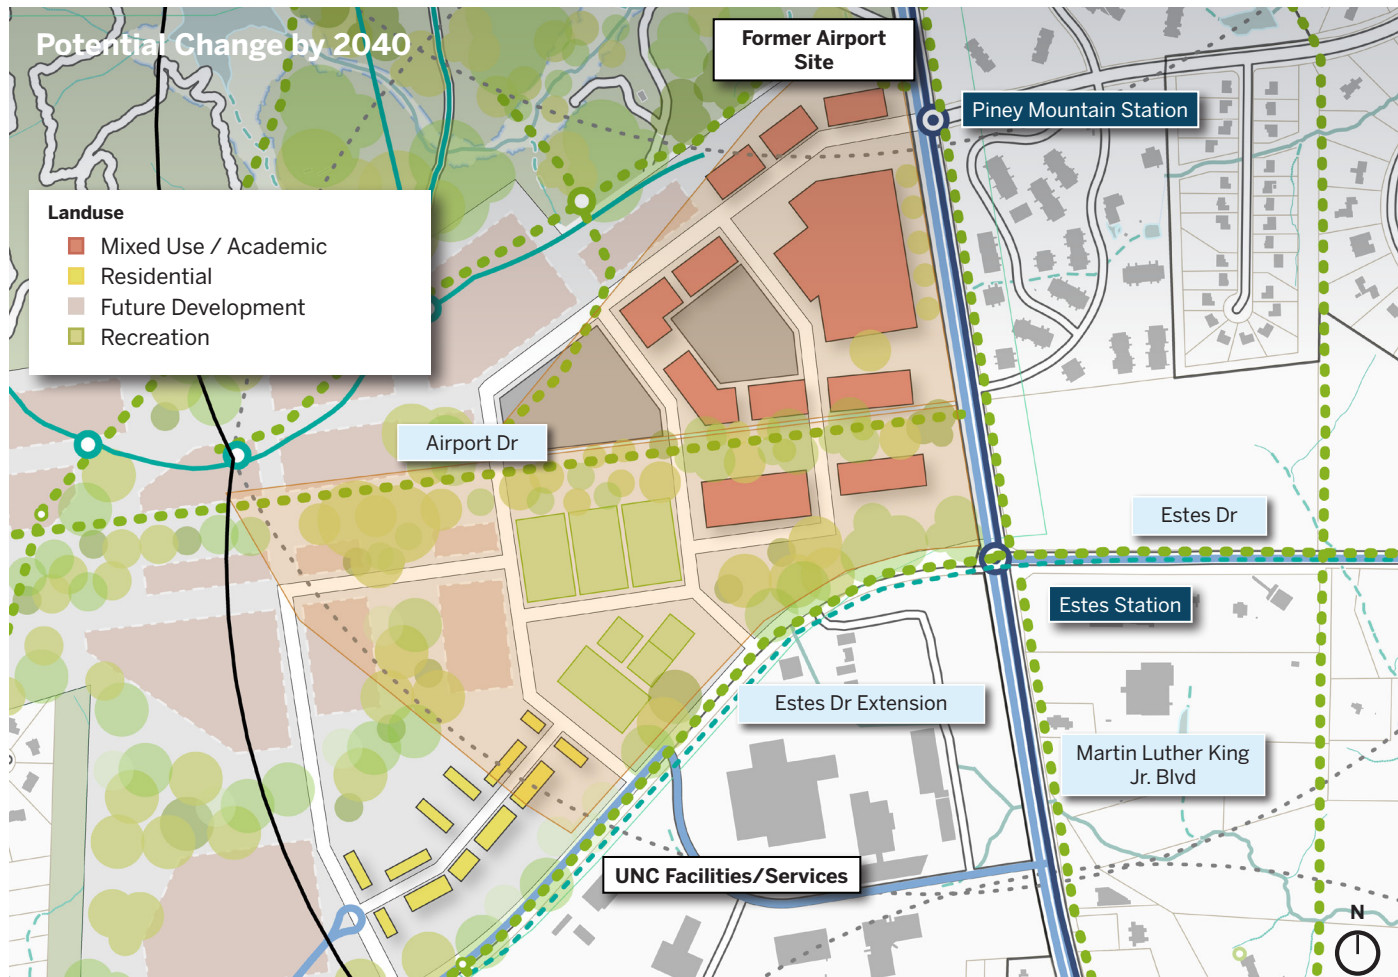 Potential Change by 2040
Former Airport
Site
Piney Mountain Station
Landuse
Mixed Use / Academic
Residential
Future Development
Recreation
Airport Dr
Estes Dr
Estes Station
Estes Dr Extension
Martin Luther King
Jr. Blvd
UNC Facilities/Services
N